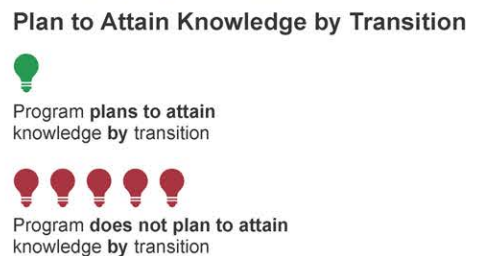 Plan to Attain Knowledge by Transition
Program plans to attain
knowledge by transition
Program does not plan to attain
knowledge by transition